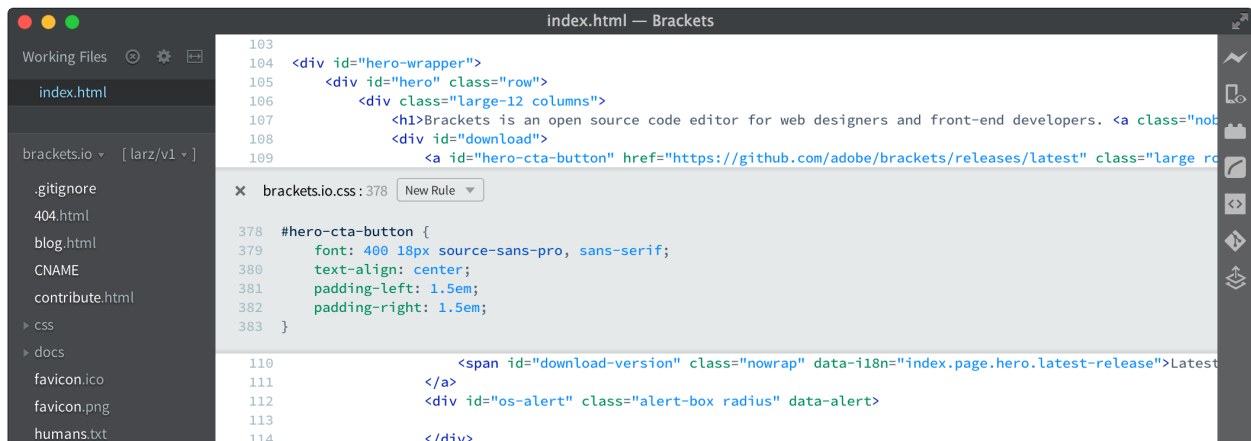 index.html — Brackets
Working Files
index.html
brackets.io [ larz/v1 ]
.gitignore
404.html
blog.html
CNAME
contribute.html
css
docs
favicon.ico
favicon.png
humans.txt
103
104 <div id="hero-wrapper">
105 <div id="hero" class="row">
106 <div class="large-12 columns">
107 <h1>Brackets is an open source code editor for web designers and front-end developers. <a class="nob
108 <div id="download">
109 <a id="hero-cta-button" href="https://github.com/adobe/brackets/releases/latest" class="large ro
× brackets.io.css : 378 New Rule
378 #hero-cta-button {
379 font: 400 18px source-sans-pro, sans-serif;
380 text-align: center;
381 padding-left: 1.5em;
382 padding-right: 1.5em;
383 }
110 <span id="download-version" class="nowrap" data-i18n="index.page.hero.latest-release">Latest
111 </a>
112 <div id="os-alert" class="alert-box radius" data-alert>
113
114 </div>